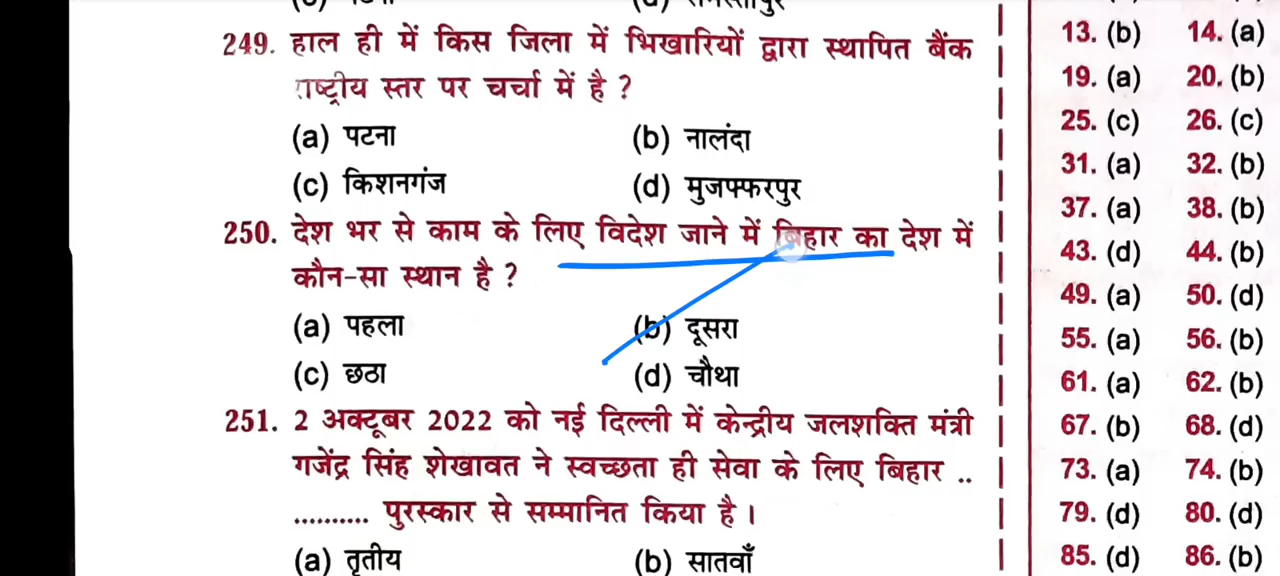 249. हाल ही में किस जिला में भिखारियों द्वारा स्थापित बैंक
राष्ट्रीय स्तर पर चर्चा में है ?
(a) पटना (b) नालंदा
(c) किशनगंज (d) मुजफ्फरपुर
250. देश भर से काम के लिए विदेश जाने में बिहार का देश में
कौन-सा स्थान है ?
(a) पहला (b) दूसरा
(c) छठा (d) चौथा
251. 2 अक्टूबर 2022 को नई दिल्ली में केन्द्रीय जलशक्ति मंत्री
गजेंद्र सिंह शेखावत ने स्वच्छता ही सेवा के लिए बिहार ..
........... पुरस्कार से सम्मानित किया है ।
(a) तृतीय (b) सातवाँ
13. (b) 14. (a)
19. (a) 20. (b)
25. (c) 26. (c)
31. (a) 32. (b)
37. (a) 38. (b)
43. (d) 44. (b)
49. (a) 50. (d)
55. (a) 56. (b)
61. (a) 62. (b)
67. (b) 68. (d)
73. (a) 74. (b)
79. (d) 80. (d)
85. (d) 86. (b)